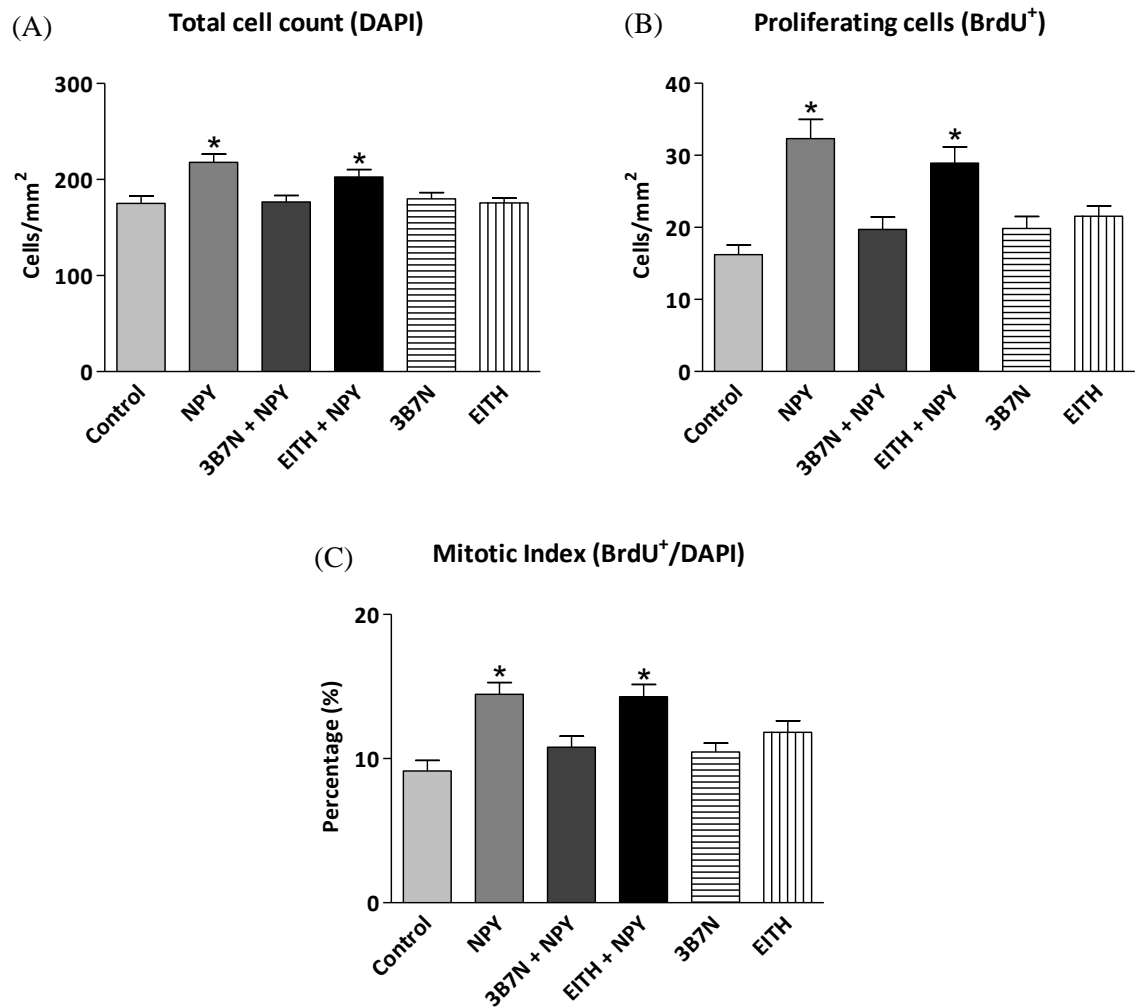 (A)
Total cell count (DAPI)
300
200
100
0
Cells/mm²
*
*
Control
NPY
3B7N + NPY
EITH + NPY
3B7N
EITH
(B)
Proliferating cells (BrdU⁺)
40
30
20
10
0
Cells/mm²
*
*
Control
NPY
3B7N + NPY
EITH + NPY
3B7N
EITH
(C)
Mitotic Index (BrdU⁺/DAPI)
20
10
0
Percentage (%)
*
*
Control
NPY
3B7N + NPY
EITH + NPY
3B7N
EITH